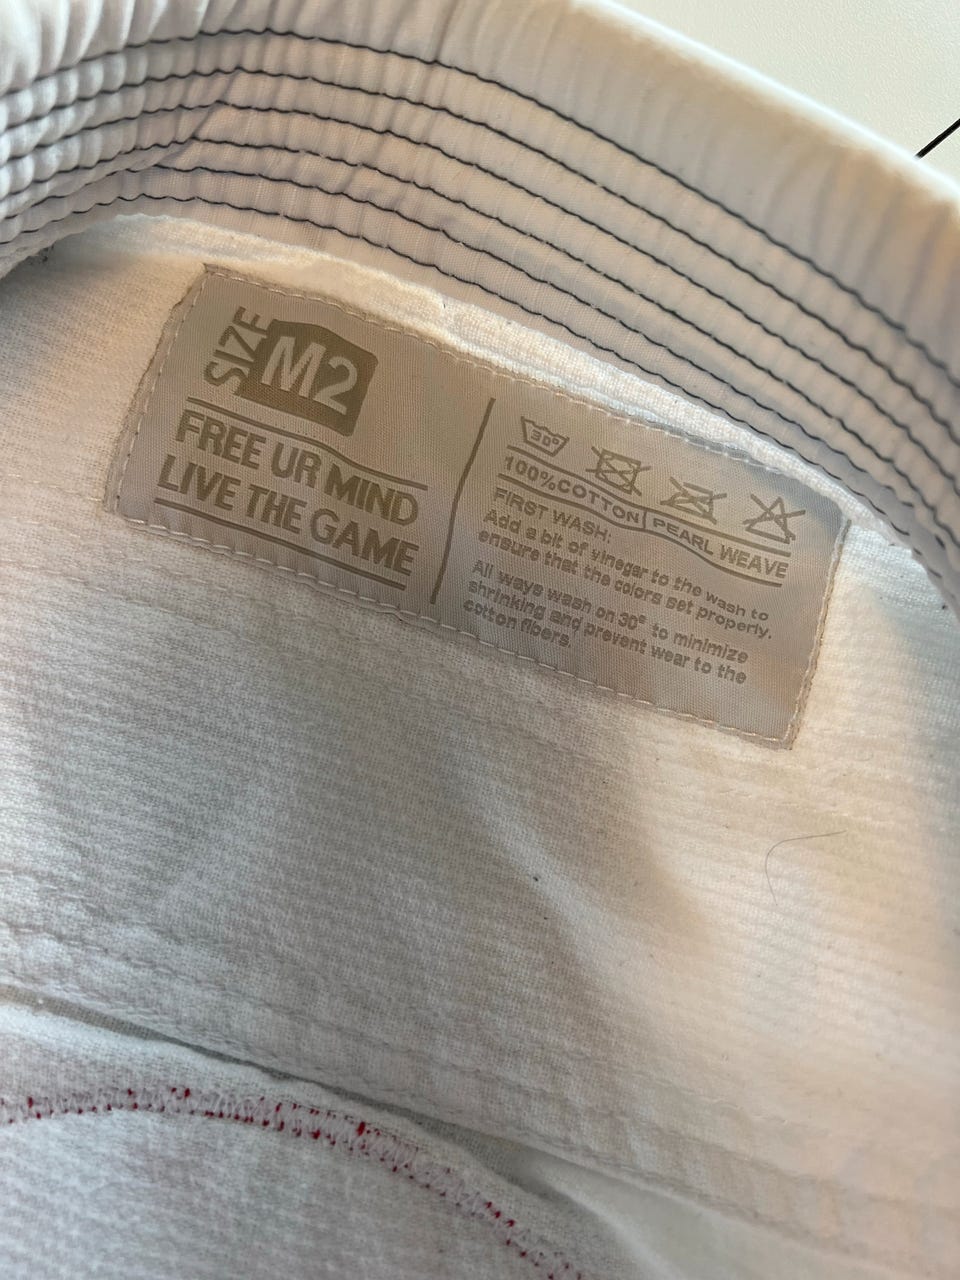 SIZE M2
FREE UR MIND
LIVE THE GAME
30°
100%COTTON PEARL WEAVE
FIRST WASH:
Add a bit of vinegar to the wash to
ensure that the colors set properly.
All ways wash on 30° to minimize
shrinking and prevent wear to the
cotton fibers.